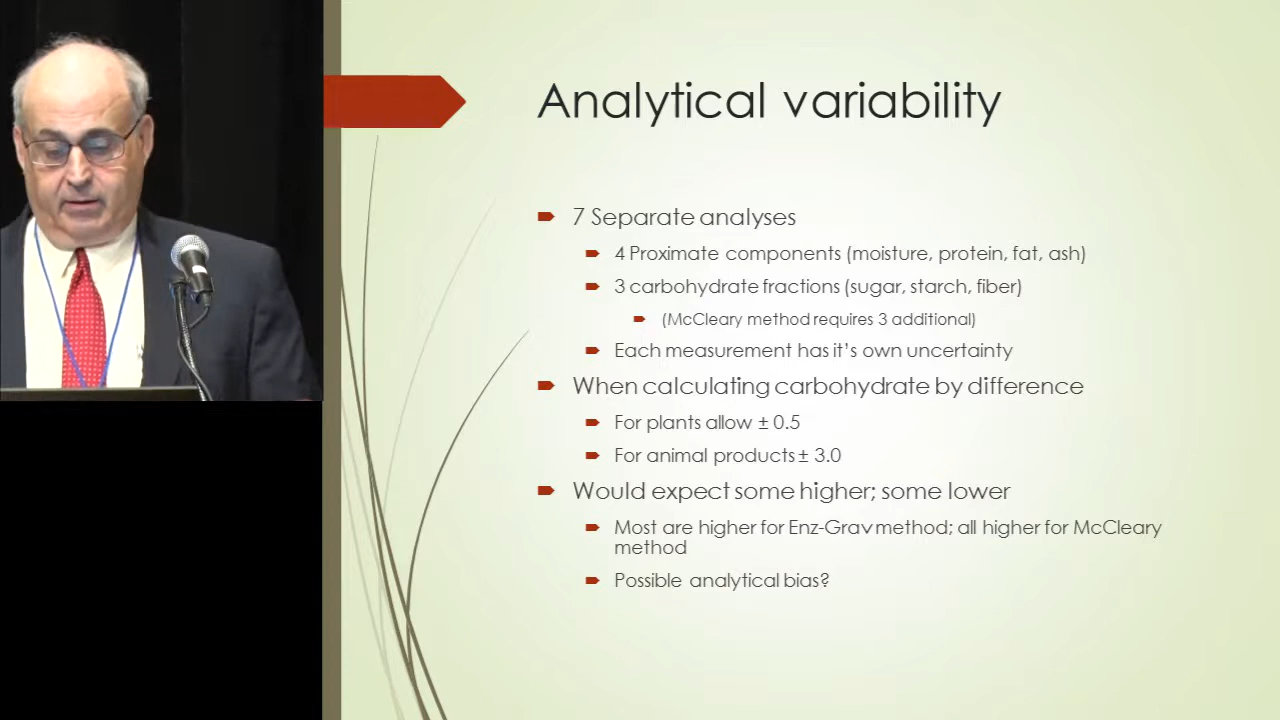 Analytical variability
7 Separate analyses
4 Proximate components (moisture, protein, fat, ash)
3 carbohydrate fractions (sugar, starch, fiber)
(McCleary method requires 3 additional)
Each measurement has it's own uncertainty
When calculating carbohydrate by difference
For plants allow ± 0.5
For animal products ± 3.0
Would expect some higher; some lower
Most are higher for Enz-Grav method; all higher for McCleary
method
Possible analytical bias?